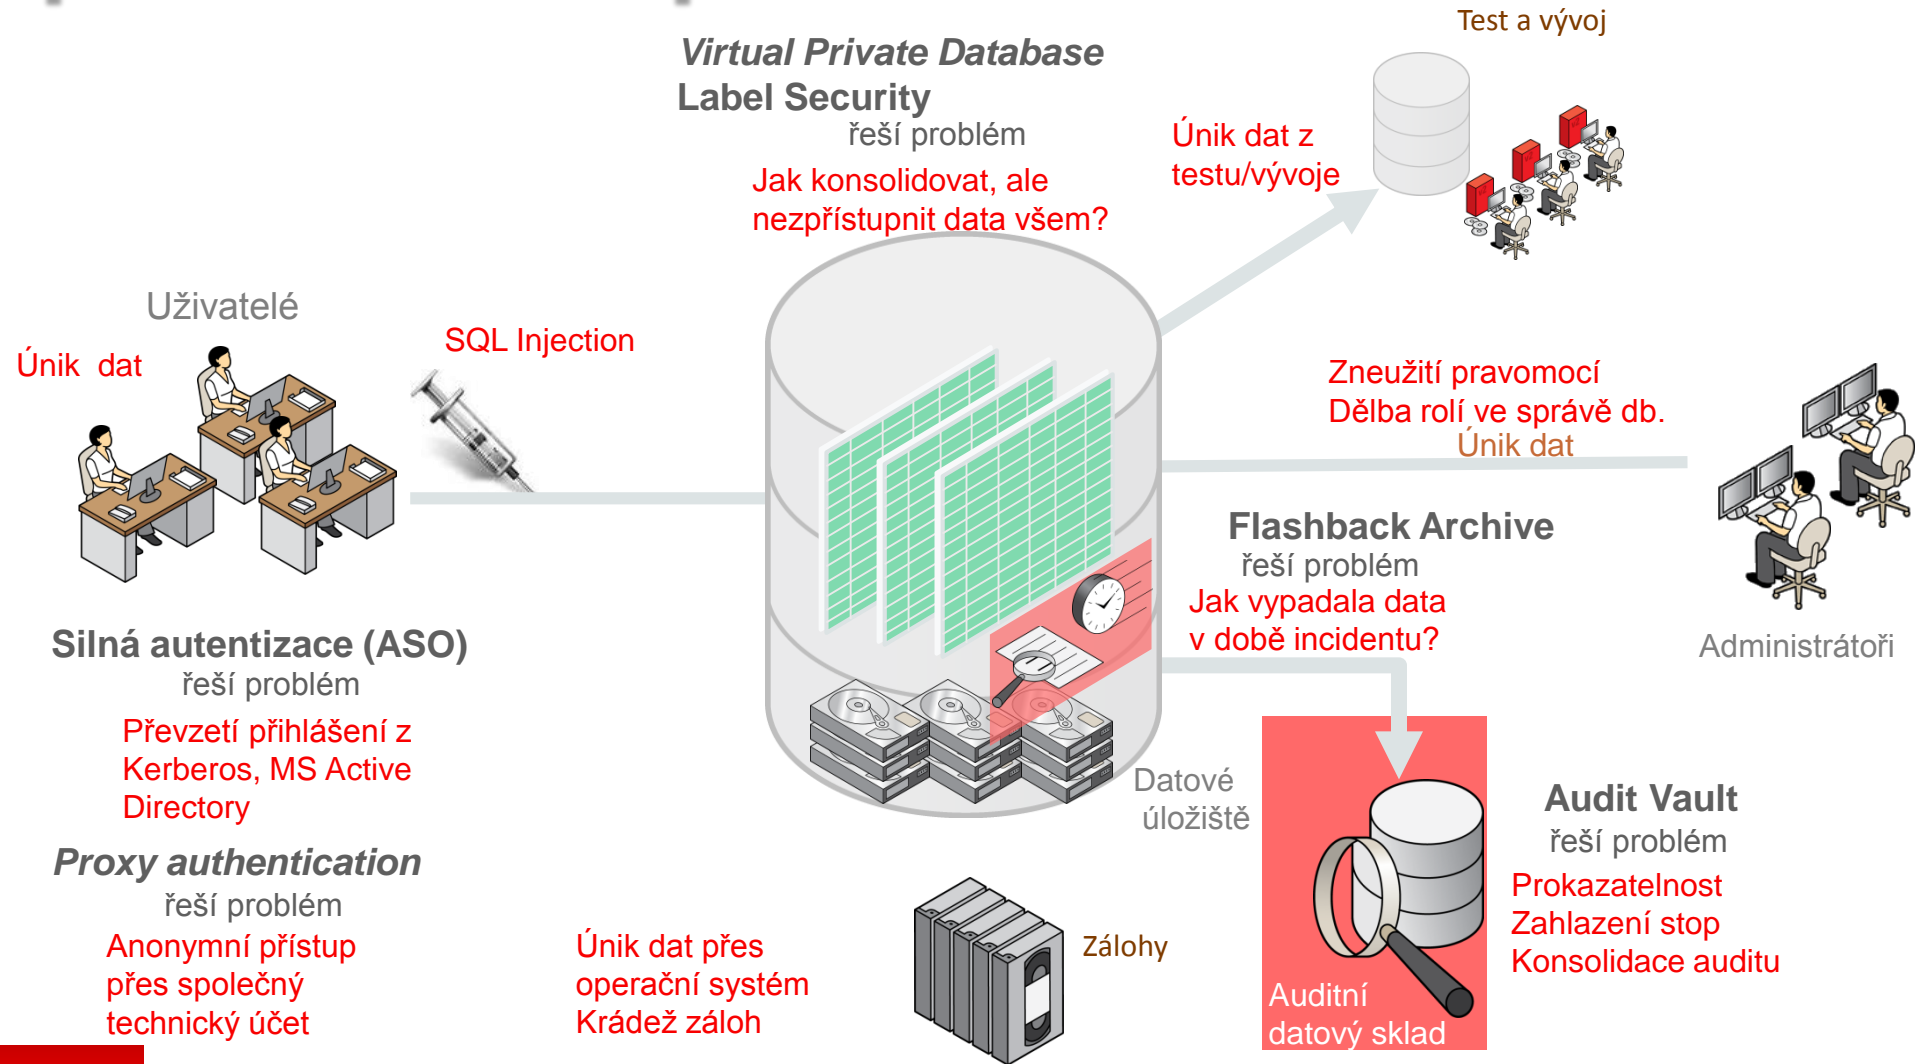 Test a vývoj
Virtual Private Database
Label Security
řeší problém
Jak konsolidovat, ale
nezpřístupnit data všem?
Únik dat z
testu/vývoje
Uživatelé
Únik  dat
SQL Injection
Zneužití pravomocí
Dělba rolí ve správě db.
Únik dat
Flashback Archive
řeší problém
Jak vypadala data
v době incidentu?
Administrátoři
Silná autentizace (ASO)
řeší problém
Převzetí přihlášení z
Kerberos, MS Active
Directory
Datové
úložiště
Audit Vault
řeší problém
Prokazatelnost
Zahlazení stop
Konsolidace auditu
Proxy authentication
řeší problém
Anonymní přístup
přes společný
technický účet
Únik dat přes
operační systém
Krádež záloh
Zálohy
Auditní
datový sklad